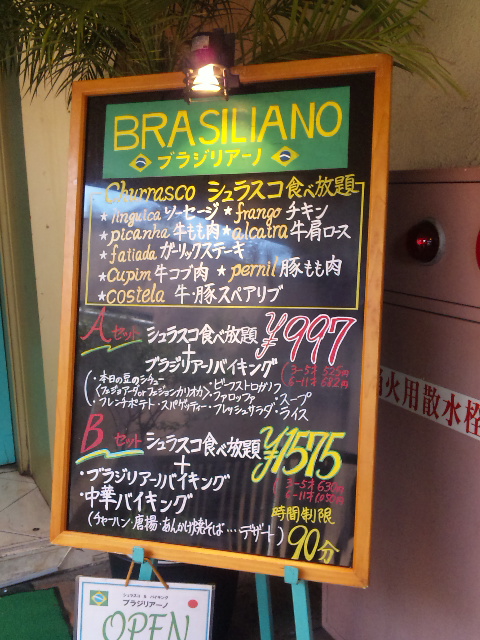 BRASILIANO
ブラジリアーノ
Churrasco シュラスコ食べ放題
★linguica ソーセージ ★frango チキン
★picanha 牛もも肉 ★alcatra 牛肩ロース
★fatiada ガーリックステーキ
★cupim 牛コブ肉 ★pernil 豚もも肉
★costela 牛・豚スペアリブ
Aセット シュラスコ食べ放題 ¥997
+
ブラジリアーノバイキング
(3-5才 525円
6-11才 682円)
(・本日の豆のシチュー
・ビーフストロガノフ
・ファロッファ ・スープ
・フレンチポテト・スパゲッティー・フレッシュサラダ・ライス
Bセット シュラスコ食べ放題 ¥1575
+
(3-5才 630円
6-11才 1050円)
・ブラジリアーノバイキング
・中華バイキング
(チャーハン・唐揚・あんかけ焼そば…デザート)
時間制限
90分
消火用散水栓
シュラスコ & バイキング
ブラジリアーノ
OPEN